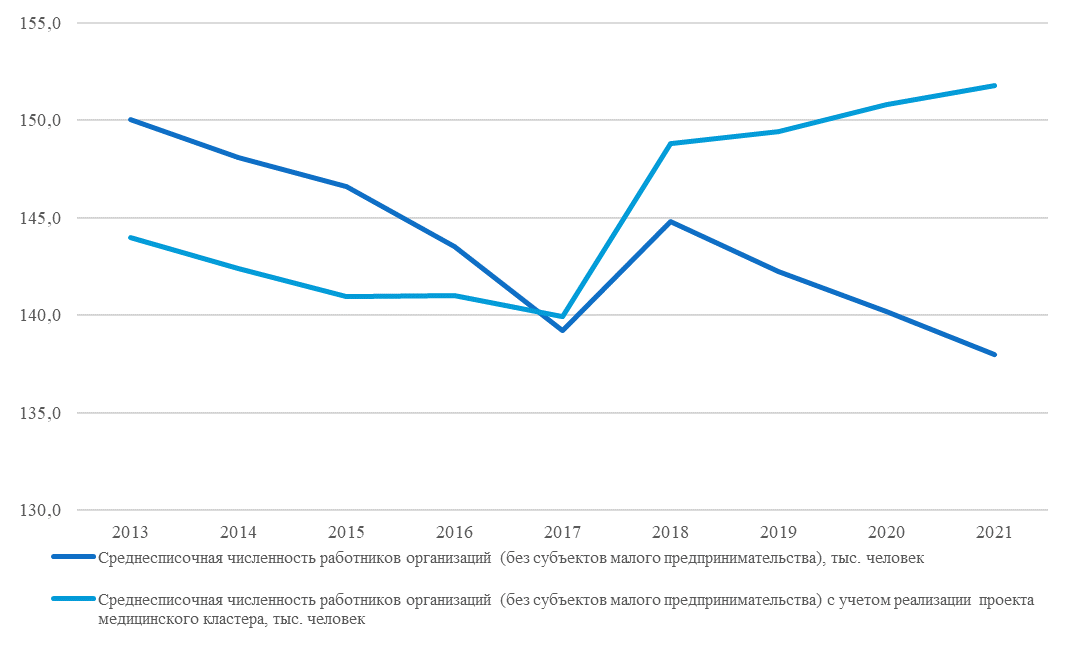 155,0
150,0
145,0
140,0
135,0
130,0
2013 2014 2015 2016 2017 2018 2019 2020 2021
Среднесписочная численность работников организаций (без субъектов малого предпринимательства), тыс. человек
Среднесписочная численность работников организаций (без субъектов малого предпринимательства) с учетом реализации проекта
медицинского кластера, тыс. человек